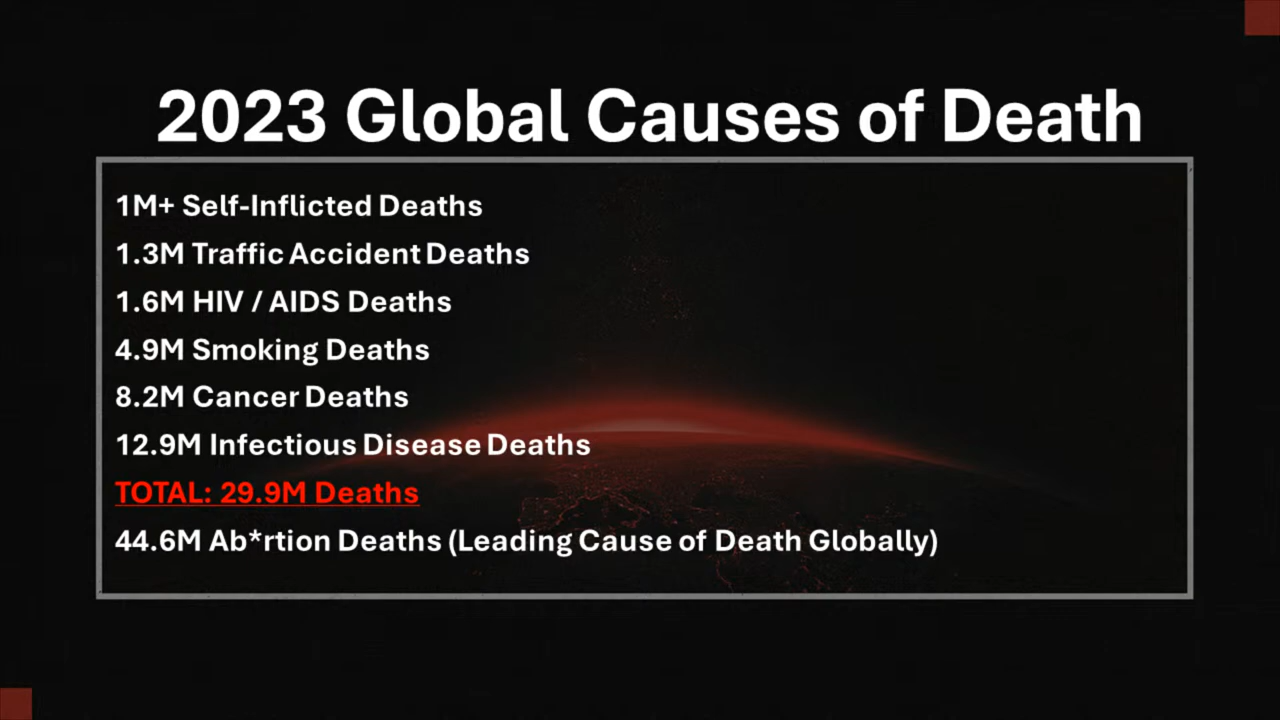 2023 Global Causes of Death
1M+ Self-Inflicted Deaths
1.3M Traffic Accident Deaths
1.6M HIV / AIDS Deaths
4.9M Smoking Deaths
8.2M Cancer Deaths
12.9M Infectious Disease Deaths
TOTAL: 29.9M Deaths
44.6M Ab*rtion Deaths (Leading Cause of Death Globally)